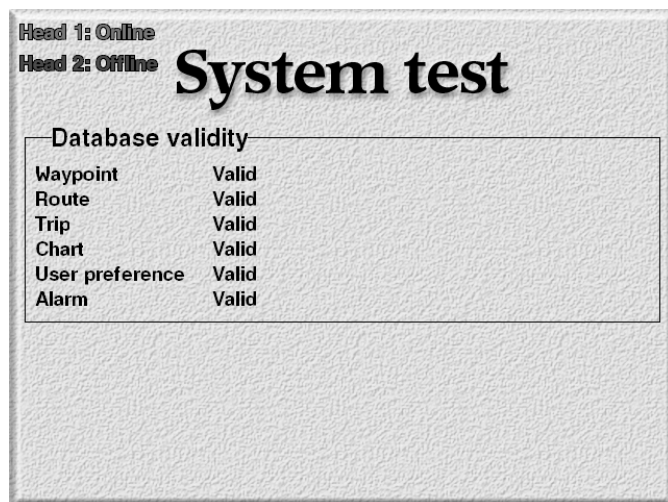 Head 1: Online
Head 2: Offline
System test
Database validity
Waypoint Valid
Route Valid
Trip Valid
Chart Valid
User preference Valid
Alarm Valid